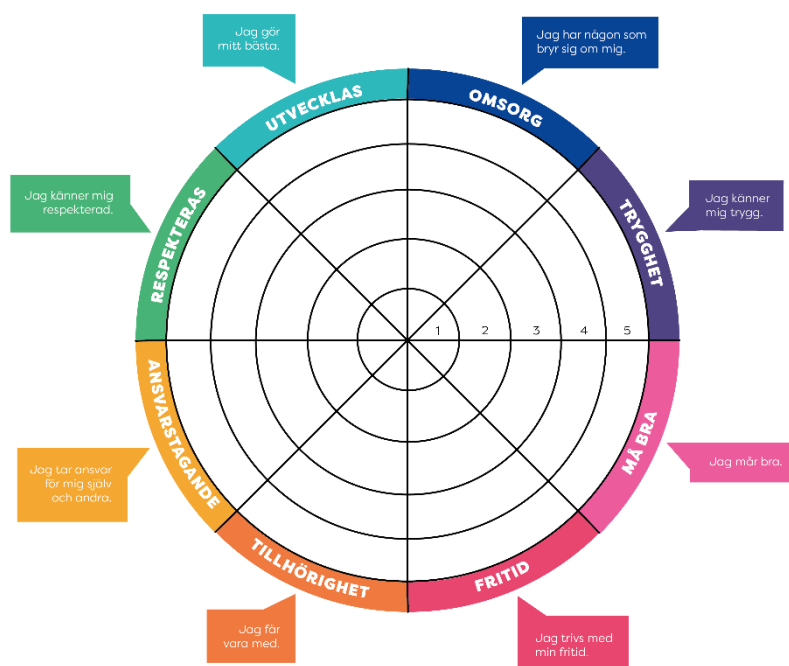 Jag gör
mitt bästa.
Jag har någon som
bryr sig om mig.
UTVECKLAS
OMSORG
Jag känner mig
respekterad.
RESPEKTERAS
TRYGGHET
Jag känner
mig trygg.
1 2 3 4 5
ANSVARSTAGANDE
MÅ BRA
Jag tar ansvar
för mig själv
och andra.
Jag mår bra.
TILLHÖRIGHET
FRITID
Jag får
vara med.
Jag trivs med
min fritid.